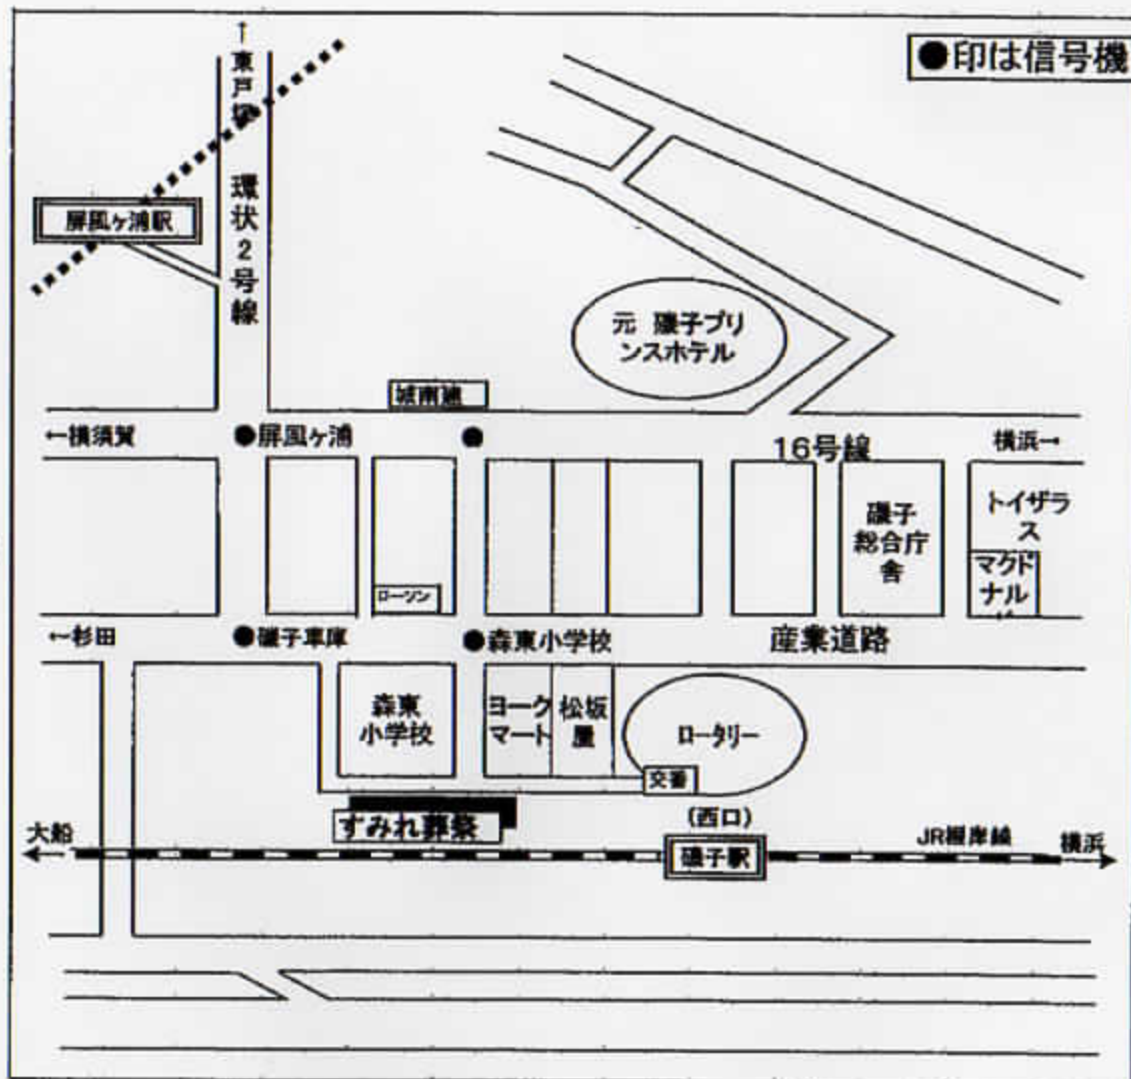 ↑東戸塚
●印は信号機
環状2号線
屏風ヶ浦駅
元 磯子プリ
ンスホテル
城南建
←横須賀
●屏風ヶ浦
●
16号線
横浜→
磯子
総合庁
舎
トイザラ
ス
マクド
ナル
ローソン
←杉田
●磯子車庫
●森東小学校
産業道路
森東
小学校
ヨーク
マート
松坂
屋
ロータリー
交番
すみれ葬祭
(西口)
大船
磯子駅
JR根岸線
横浜